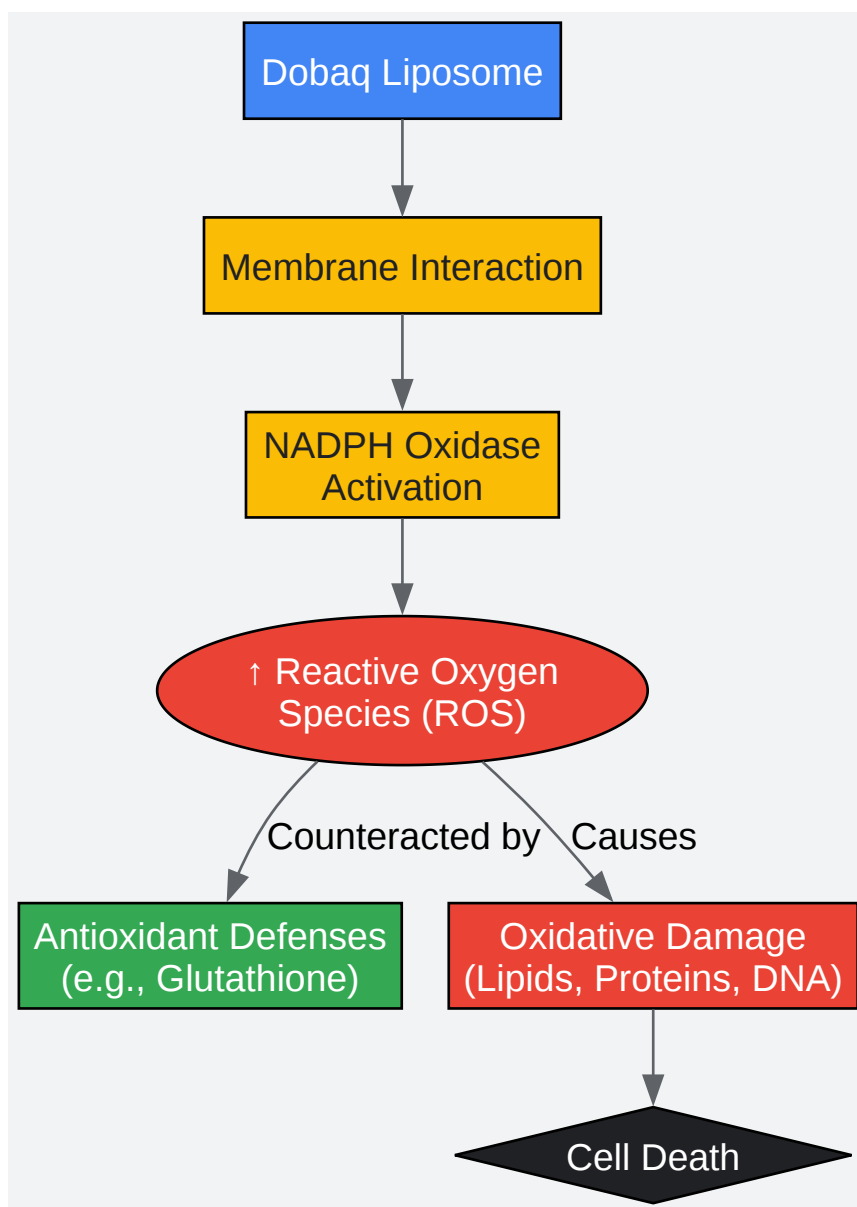 Dobaq Liposome
Membrane Interaction
NADPH Oxidase
Activation
↑ Reactive Oxygen
Species (ROS)
Counteracted by
Causes
Antioxidant Defenses
(e.g., Glutathione)
Oxidative Damage
(Lipids, Proteins, DNA)
Cell Death